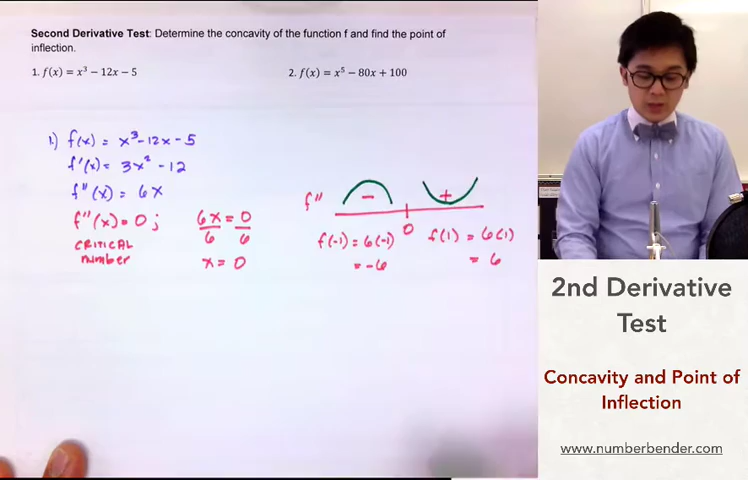 Second Derivative Test: Determine the concavity of the function f and find the point of
inflection.
1. f(x) = x³ − 12x − 5
2. f(x) = x⁵ − 80x + 100
1.) f(x) = x³ - 12x - 5
f'(x) = 3x² - 12
f''(x) = 6x
f''(x) = 0 ;
CRITICAL
number
6x = 0
6 6
x = 0
f''
− +
0
f(-1) = 6(-1)
= -6
f(1) = 6(1)
= 6
2nd Derivative
Test
Concavity and Point of
Inflection
www.numberbender.com